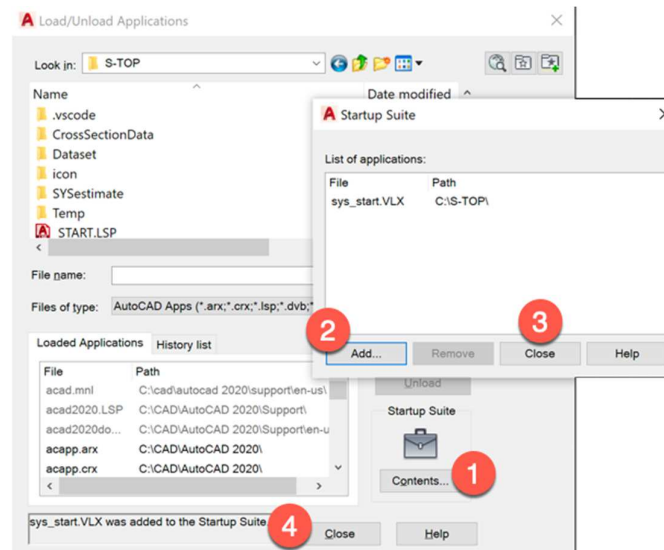 Load/Unload Applications
Look in: S-TOP
Name Date modified
.vscode
CrossSectionData
Dataset
icon
SYSestimate
Temp
START.LSP
File name:
Files of type: AutoCAD Apps (*.arx;*.crx;*.lsp;*.dvb;*
Loaded Applications History list
File Path
acad.mnl C:\cad\autocad 2020\support\en-us\
acad2020.LSP C:\CAD\AutoCAD 2020\Support\
acad2020do... C:\CAD\AutoCAD 2020\Support\en-u
acapp.arx C:\CAD\AutoCAD 2020\
acapp.crx C:\CAD\AutoCAD 2020\
Unload
Startup Suite
Contents...
1
sys_start.VLX was added to the Startup Suite.
4
Close Help
Startup Suite
List of applications:
File Path
sys_start.VLX C:\S-TOP\
2
3
Add... Remove Close Help